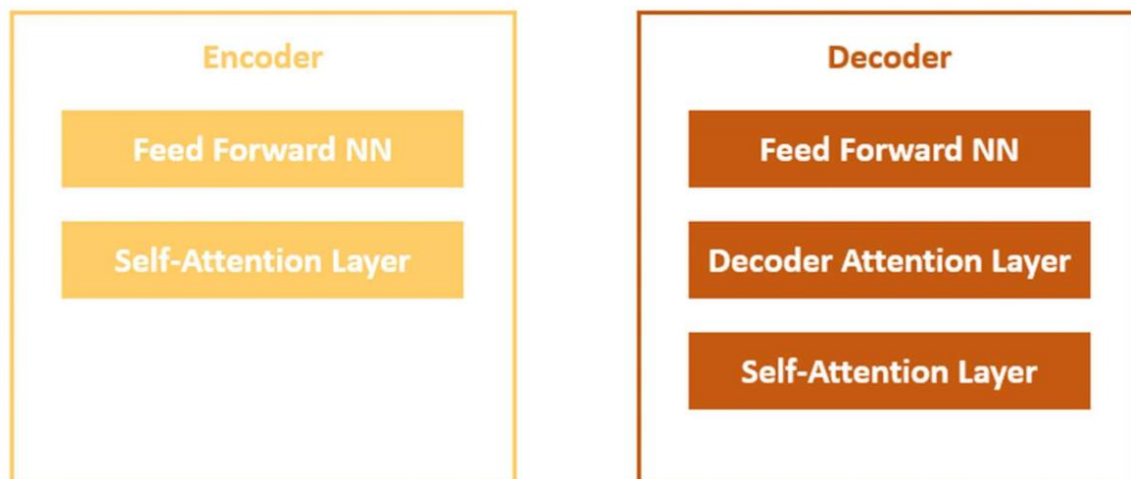 Encoder
Feed Forward NN
Self-Attention Layer
Decoder
Feed Forward NN
Decoder Attention Layer
Self-Attention Layer